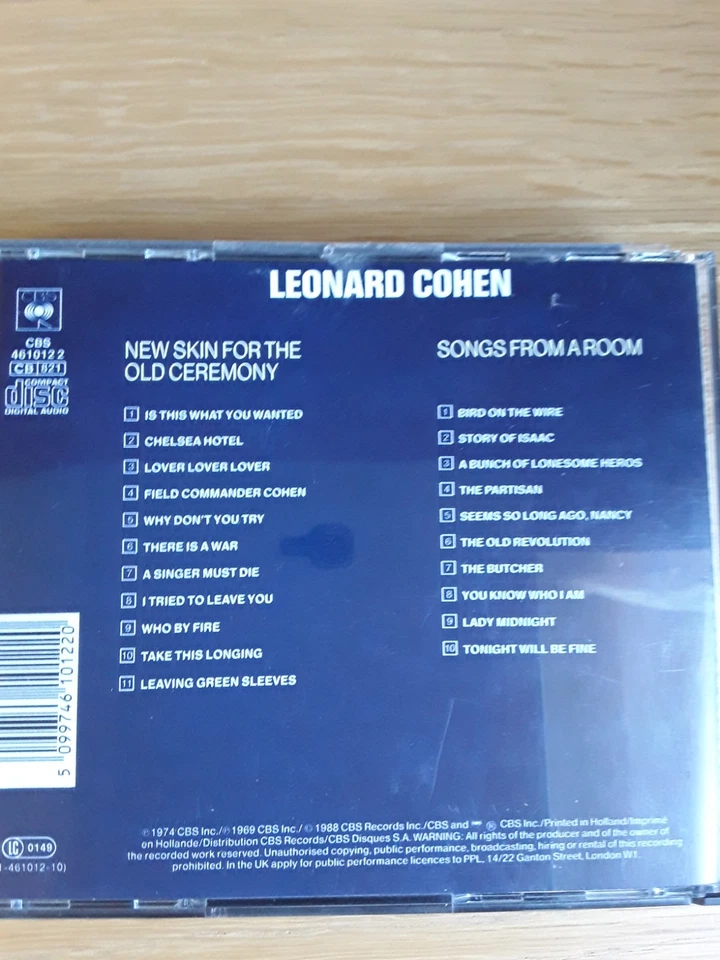 LEONARD COHEN
CBS
CBS
461012 2
CB 821
COMPACT
disc
DIGITAL AUDIO
NEW SKIN FOR THE
OLD CEREMONY
1 IS THIS WHAT YOU WANTED
2 CHELSEA HOTEL
3 LOVER LOVER LOVER
4 FIELD COMMANDER COHEN
5 WHY DON'T YOU TRY
6 THERE IS A WAR
7 A SINGER MUST DIE
8 I TRIED TO LEAVE YOU
9 WHO BY FIRE
10 TAKE THIS LONGING
11 LEAVING GREEN SLEEVES
SONGS FROM A ROOM
1 BIRD ON THE WIRE
2 STORY OF ISAAC
3 A BUNCH OF LONESOME HEROS
4 THE PARTISAN
5 SEEMS SO LONG AGO, NANCY
6 THE OLD REVOLUTION
7 THE BUTCHER
8 YOU KNOW WHO I AM
9 LADY MIDNIGHT
10 TONIGHT WILL BE FINE
5 099746 101220
LC 0149
1-461012-10)
℗ 1974 CBS Inc./℗ 1969 CBS Inc./© 1988 CBS Records Inc./CBS and ® CBS Inc./Printed in Holland/Imprimé
en Hollande/Distribution CBS Records/CBS Disques S.A. WARNING: All rights of the producer and of the owner of
the recorded work reserved. Unauthorised copying, public performance, broadcasting, hiring or rental of this recording
prohibited. In the UK apply for public performance licences to PPL, 14/22 Ganton Street, London W1.